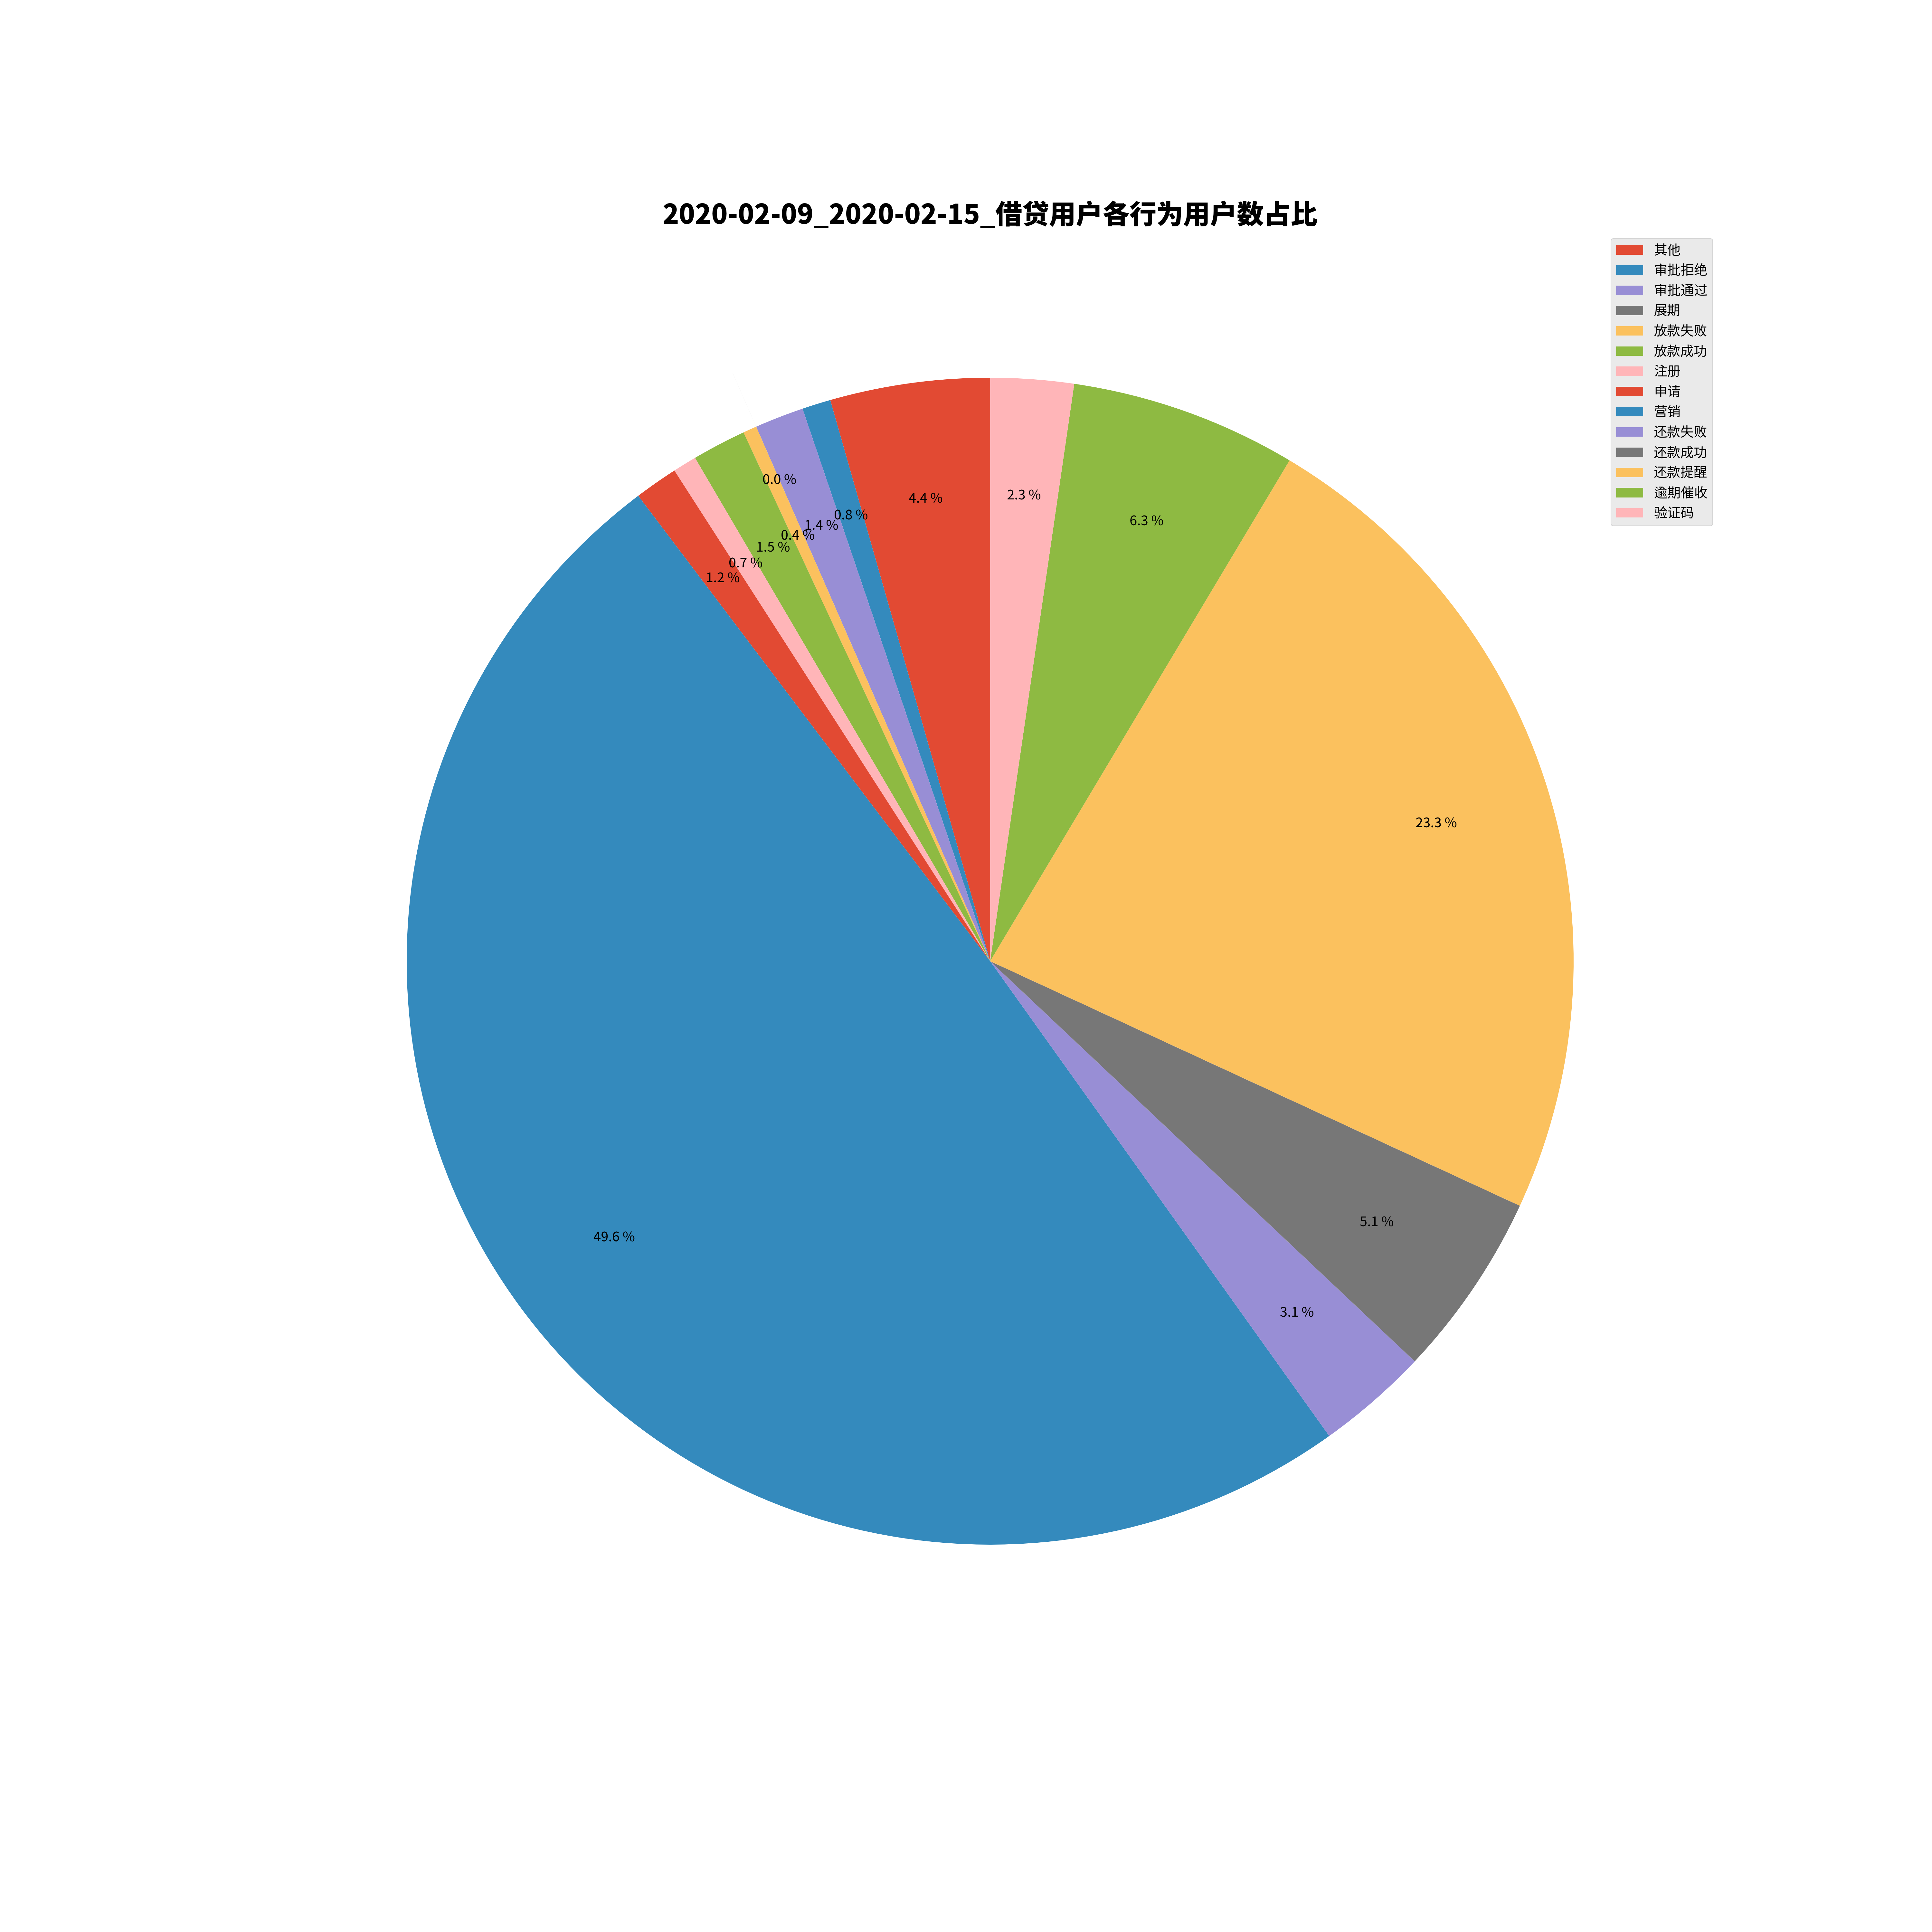 2020-02-09_2020-02-15_借贷用户各行为用户数占比
其他
审批拒绝
审批通过
展期
放款失败
放款成功
注册
申请
营销
还款失败
还款成功
还款提醒
逾期催收
验证码
4.4 %
0.8 %
1.4 %
0.0 %
0.4 %
1.5 %
0.7 %
1.2 %
49.6 %
3.1 %
5.1 %
23.3 %
6.3 %
2.3 %